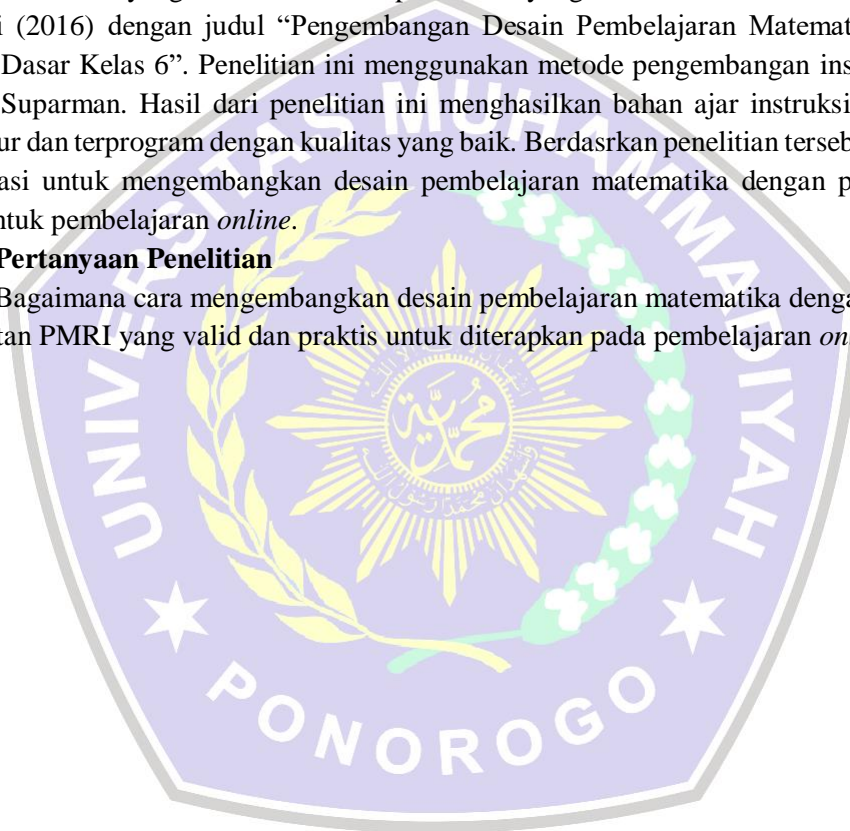 i (2016) dengan judul “Pengembangan Desain Pembelajaran Matemat
Dasar Kelas 6”. Penelitian ini menggunakan metode pengembangan ins
Suparman. Hasil dari penelitian ini menghasilkan bahan ajar instruksi
ur dan terprogram dengan kualitas yang baik. Berdasrkan penelitian terseb
asi untuk mengembangkan desain pembelajaran matematika dengan p
ntuk pembelajaran online.
Pertanyaan Penelitian
Bagaimana cara mengembangkan desain pembelajaran matematika denga
tan PMRI yang valid dan praktis untuk diterapkan pada pembelajaran on
UNIVERSITAS MUHAMMADIYAH
PONOROGO